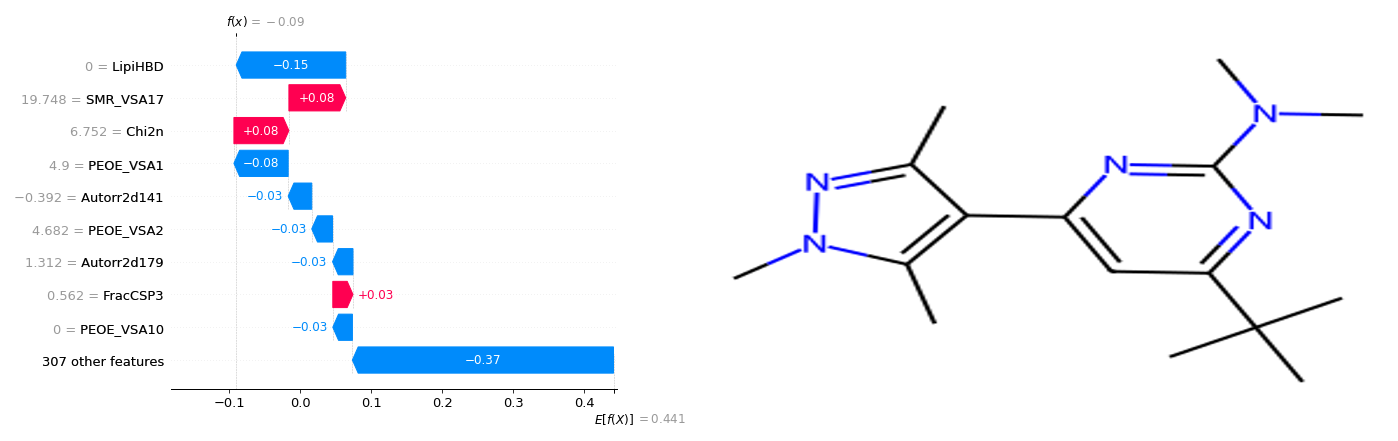 f(x) = −0.09
0 = LipiHBD
−0.15
19.748 = SMR_VSA17
+0.08
6.752 = Chi2n
+0.08
4.9 = PEOE_VSA1
−0.08
−0.392 = Autorr2d141
−0.03
4.682 = PEOE_VSA2
−0.03
1.312 = Autorr2d179
−0.03
0.562 = FracCSP3
+0.03
0 = PEOE_VSA10
−0.03
307 other features
−0.37
−0.1 0.0 0.1 0.2 0.3 0.4
E[f(X)] = 0.441
N
N
N
N
N